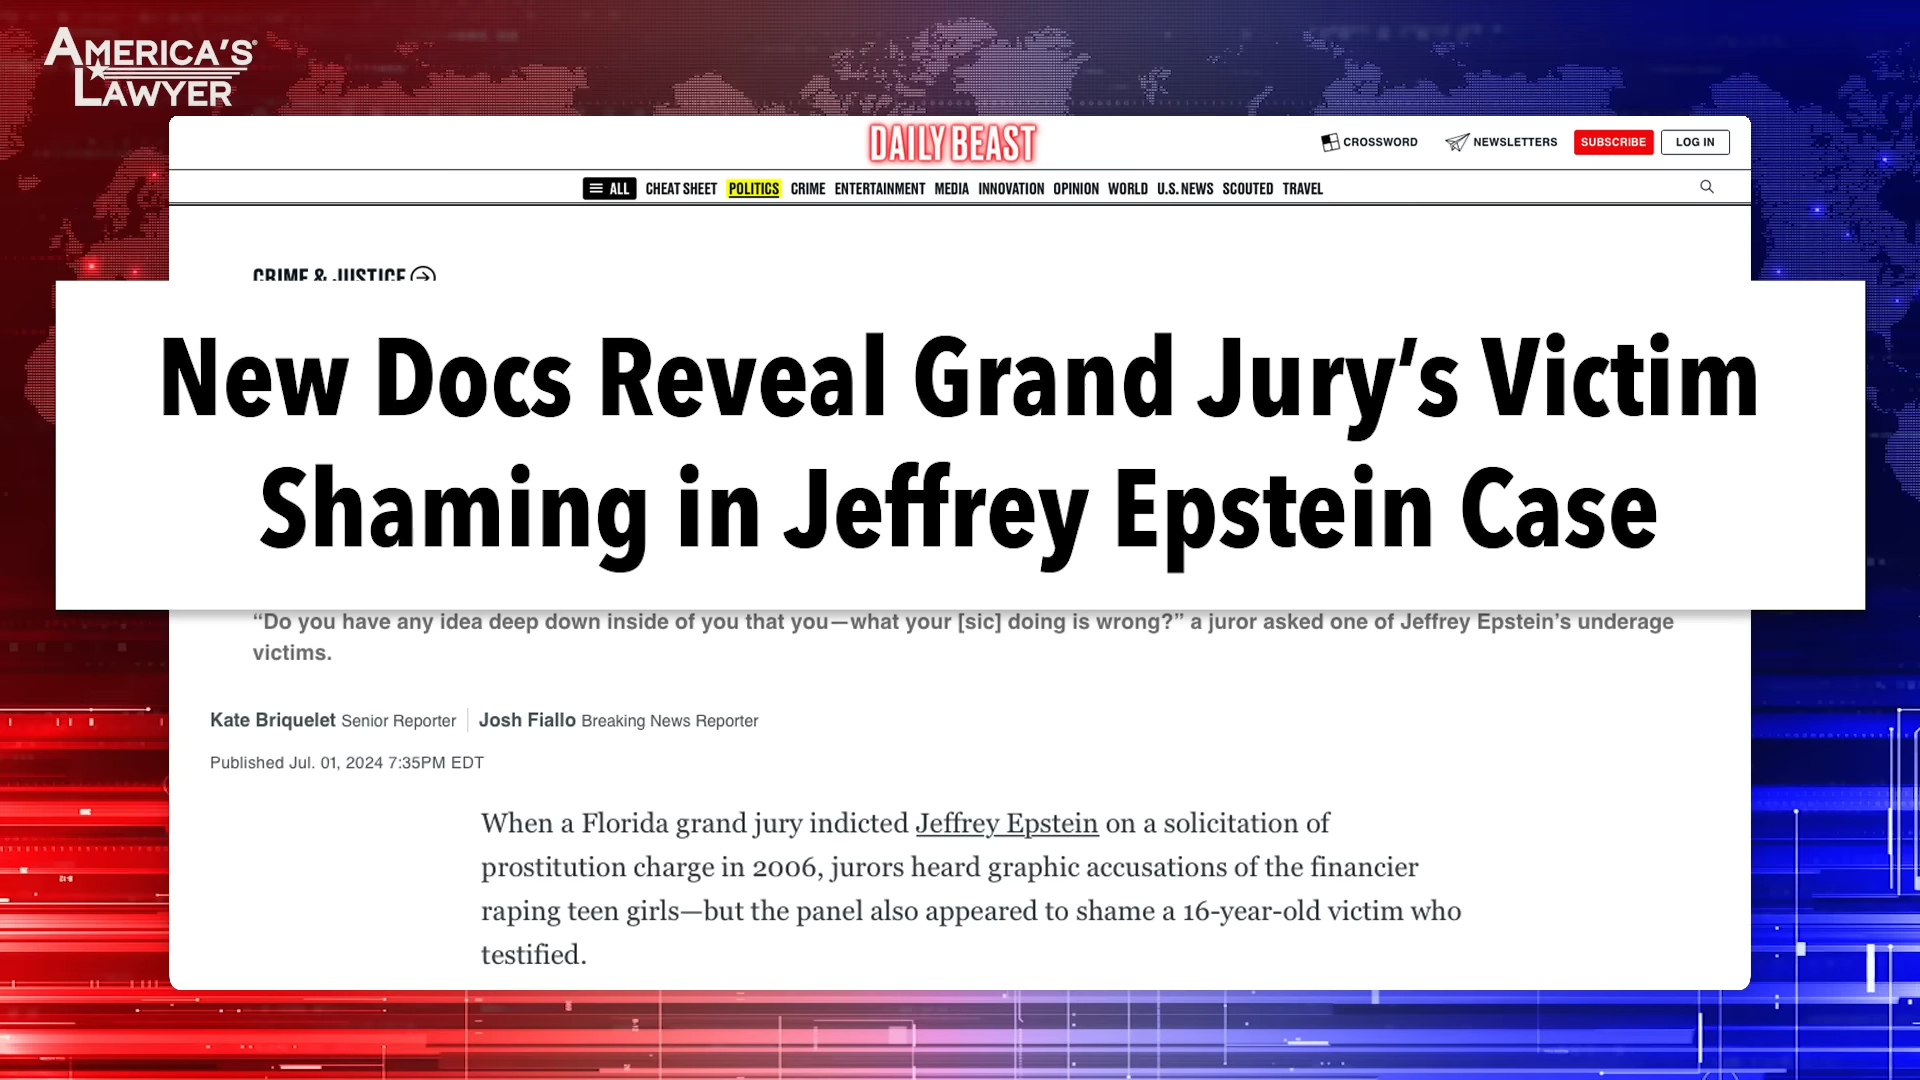 AMERICA'S
LAWYER
DAILY BEAST
CROSSWORD
NEWSLETTERS
SUBSCRIBE
LOG IN
ALL CHEAT SHEET POLITICS CRIME ENTERTAINMENT MEDIA INNOVATION OPINION WORLD U.S. NEWS SCOUTED TRAVEL
CRIME & JUSTICE
New Docs Reveal Grand Jury's Victim
Shaming in Jeffrey Epstein Case
“Do you have any idea deep down inside of you that you—what your [sic] doing is wrong?” a juror asked one of Jeffrey Epstein’s underage
victims.
Kate Briquelet Senior Reporter
Josh Fiallo Breaking News Reporter
Published Jul. 01, 2024 7:35PM EDT
When a Florida grand jury indicted Jeffrey Epstein on a solicitation of
prostitution charge in 2006, jurors heard graphic accusations of the financier
raping teen girls—but the panel also appeared to shame a 16-year-old victim who
testified.